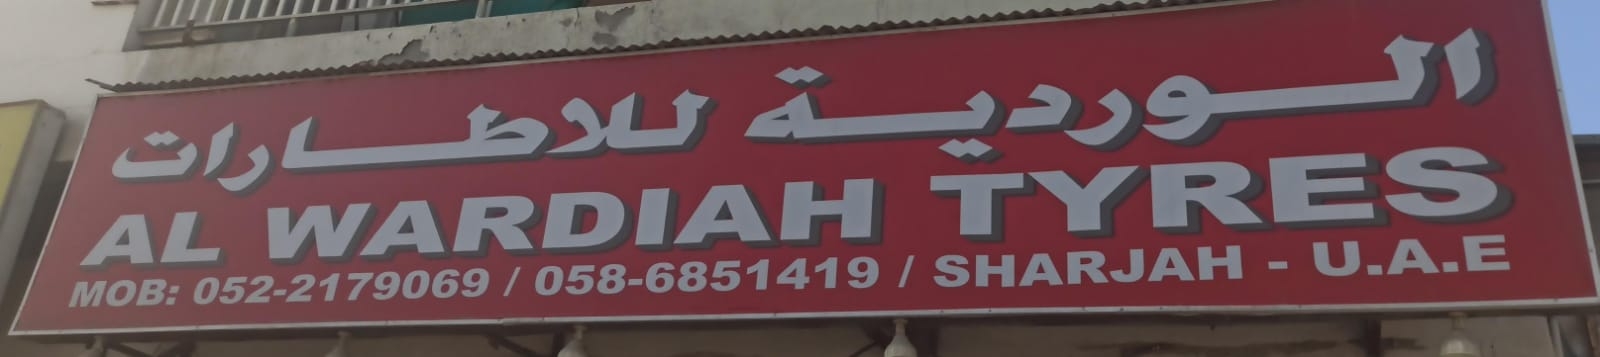 الوردية للاطارات
AL WARDIAH TYRES
MOB: 052-2179069 / 058-6851419 / SHARJAH - U.A.E